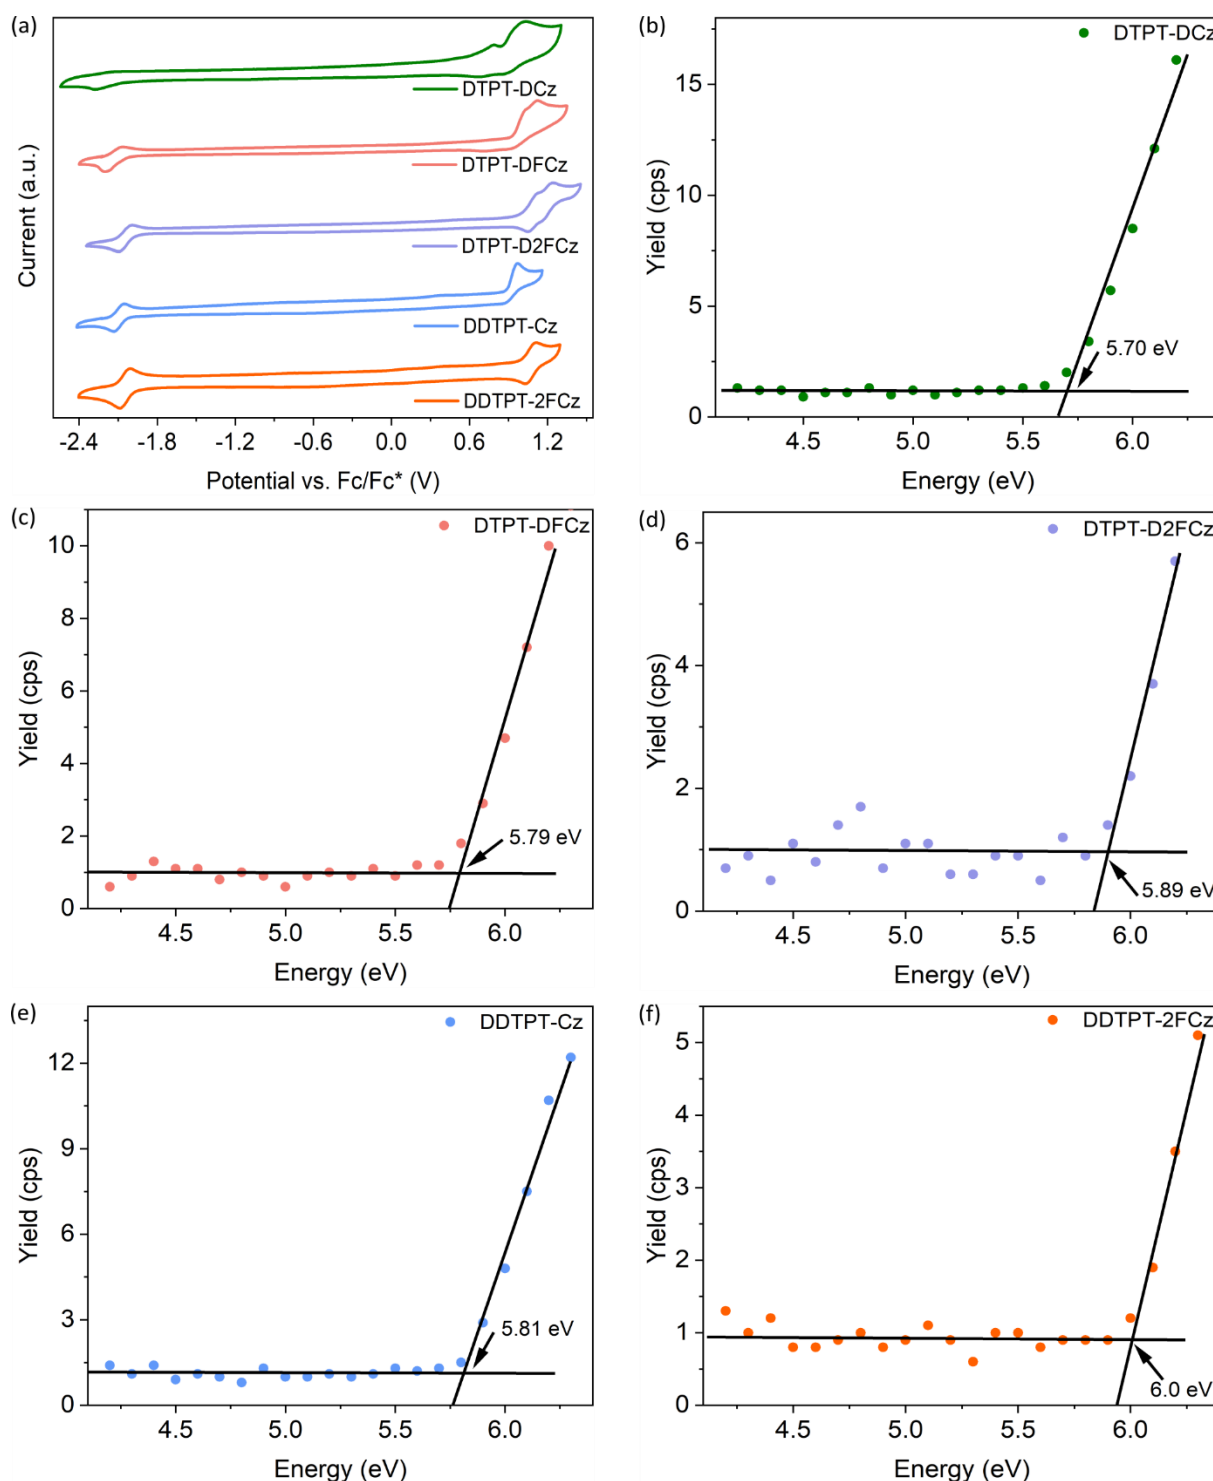 (a)
DTPT-DCz
DTPT-DFCz
DTPT-D2FCz
DDTPT-Cz
DDTPT-2FCz
Current (a.u.)
-2.4 -1.8 -1.2 -0.6 0.0 0.6 1.2
Potential vs. Fc/Fc* (V)
(b)
DTPT-DCz
15
10
5
0
Yield (cps)
5.70 eV
4.5 5.0 5.5 6.0
Energy (eV)
(c)
DTPT-DFCz
10
8
6
4
2
0
Yield (cps)
5.79 eV
4.5 5.0 5.5 6.0
Energy (eV)
(d)
DTPT-D2FCz
6
4
2
0
Yield (cps)
5.89 eV
4.5 5.0 5.5 6.0
Energy (eV)
(e)
DDTPT-Cz
12
9
6
3
0
Yield (cps)
5.81 eV
4.5 5.0 5.5 6.0
Energy (eV)
(f)
DDTPT-2FCz
5
4
3
2
1
0
Yield (cps)
6.0 eV
4.5 5.0 5.5 6.0
Energy (eV)